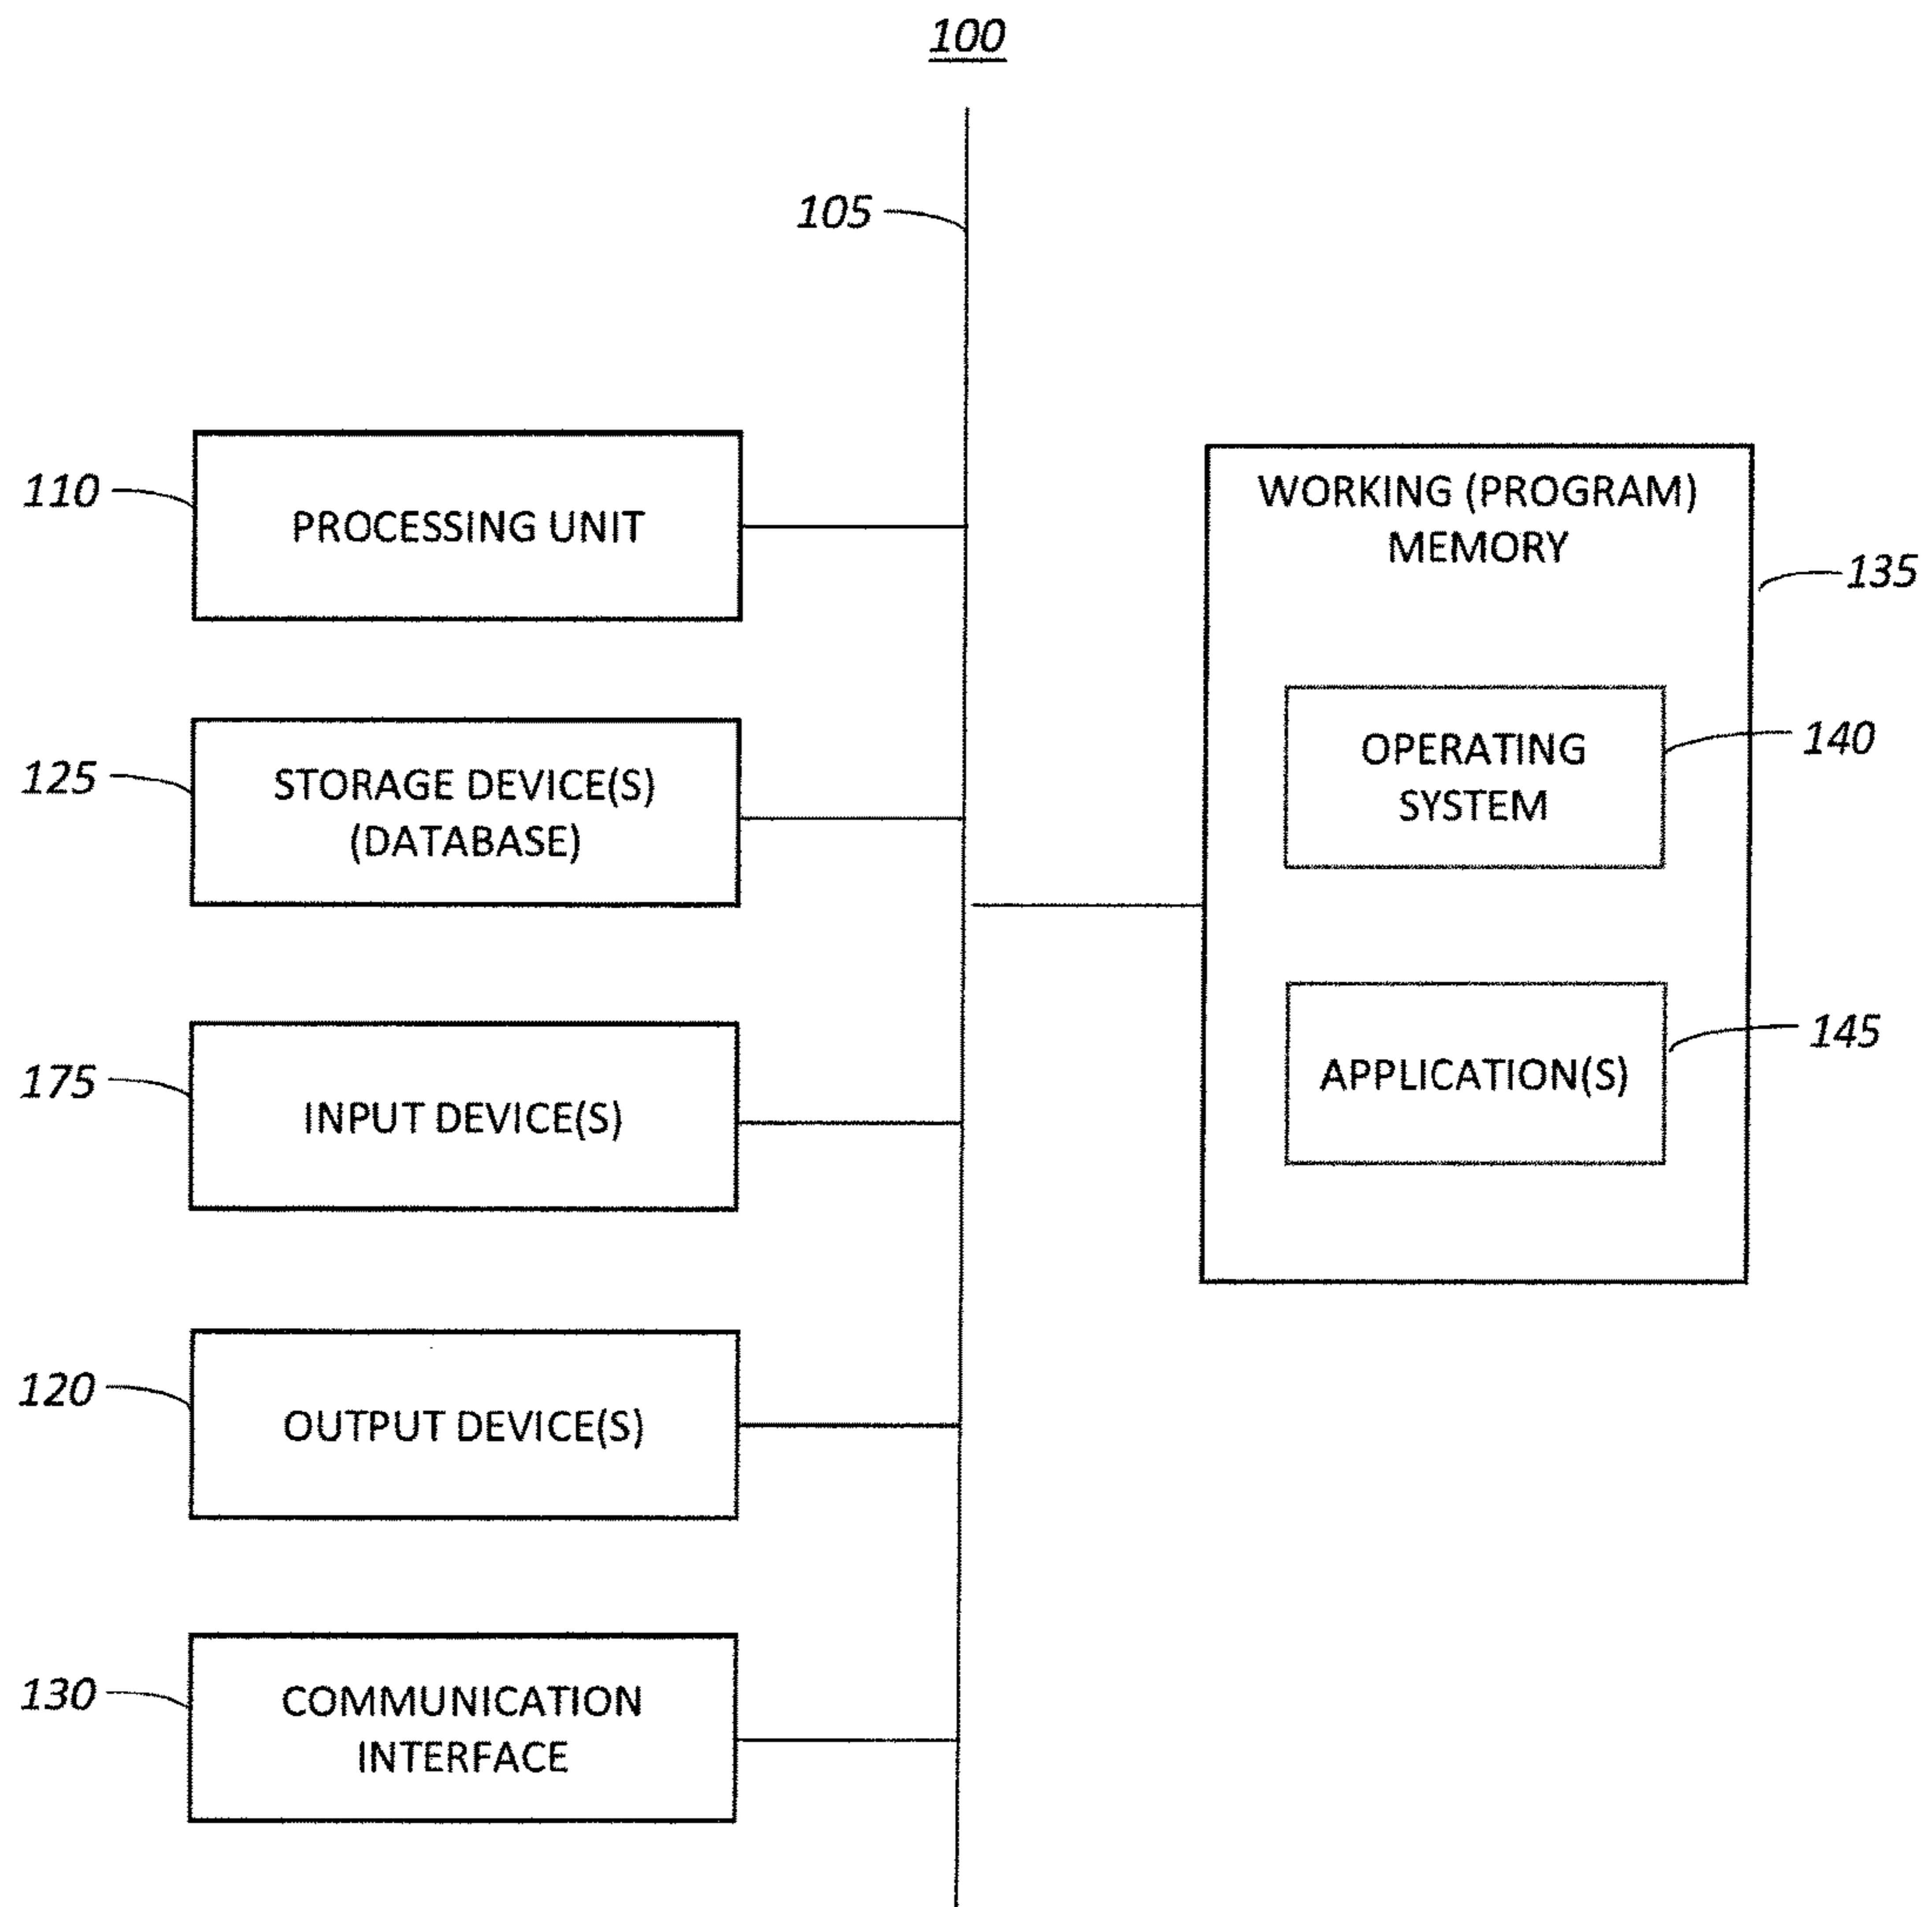 100
105
110
PROCESSING UNIT
125
STORAGE DEVICE(S)
(DATABASE)
175
INPUT DEVICE(S)
120
OUTPUT DEVICE(S)
130
COMMUNICATION
INTERFACE
WORKING (PROGRAM)
MEMORY
135
OPERATING
SYSTEM
140
APPLICATION(S)
145